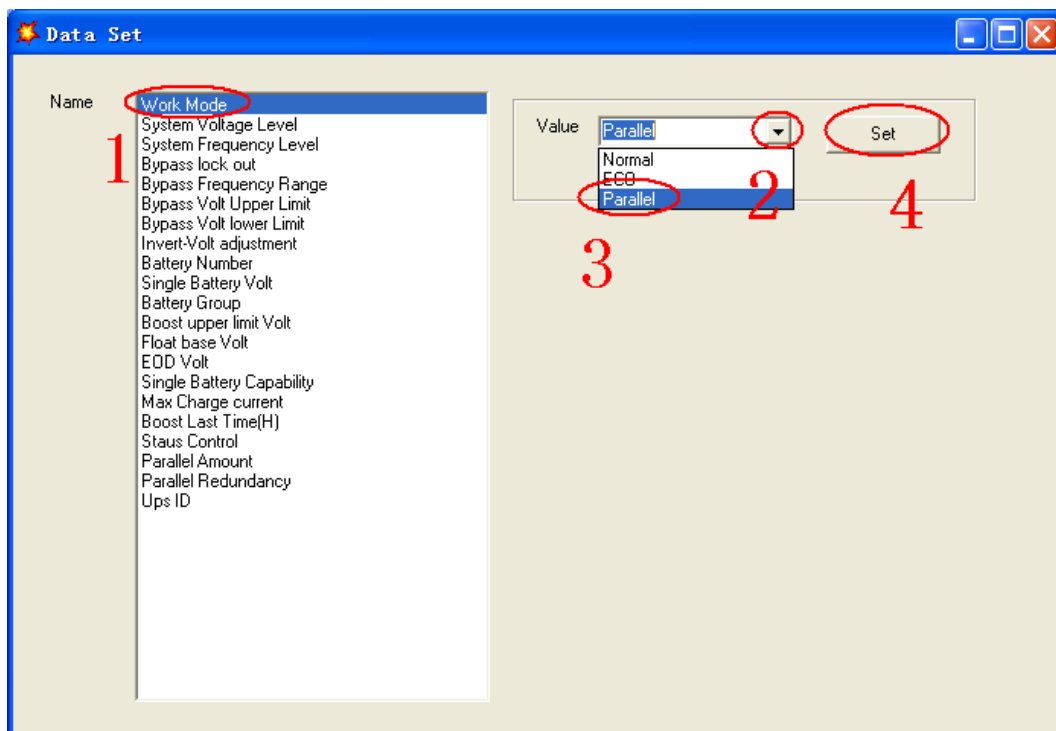 Data Set
Name
Work Mode
System Voltage Level
System Frequency Level
Bypass lock out
Bypass Frequency Range
Bypass Volt Upper Limit
Bypass Volt lower Limit
Invert-Volt adjustment
Battery Number
Single Battery Volt
Battery Group
Boost upper limit Volt
Float base Volt
EOD Volt
Single Battery Capability
Max Charge current
Boost Last Time(H)
Staus Control
Parallel Amount
Parallel Redundancy
Ups ID
1
Value
Parallel
Set
Normal
ECO
Parallel
2
4
3